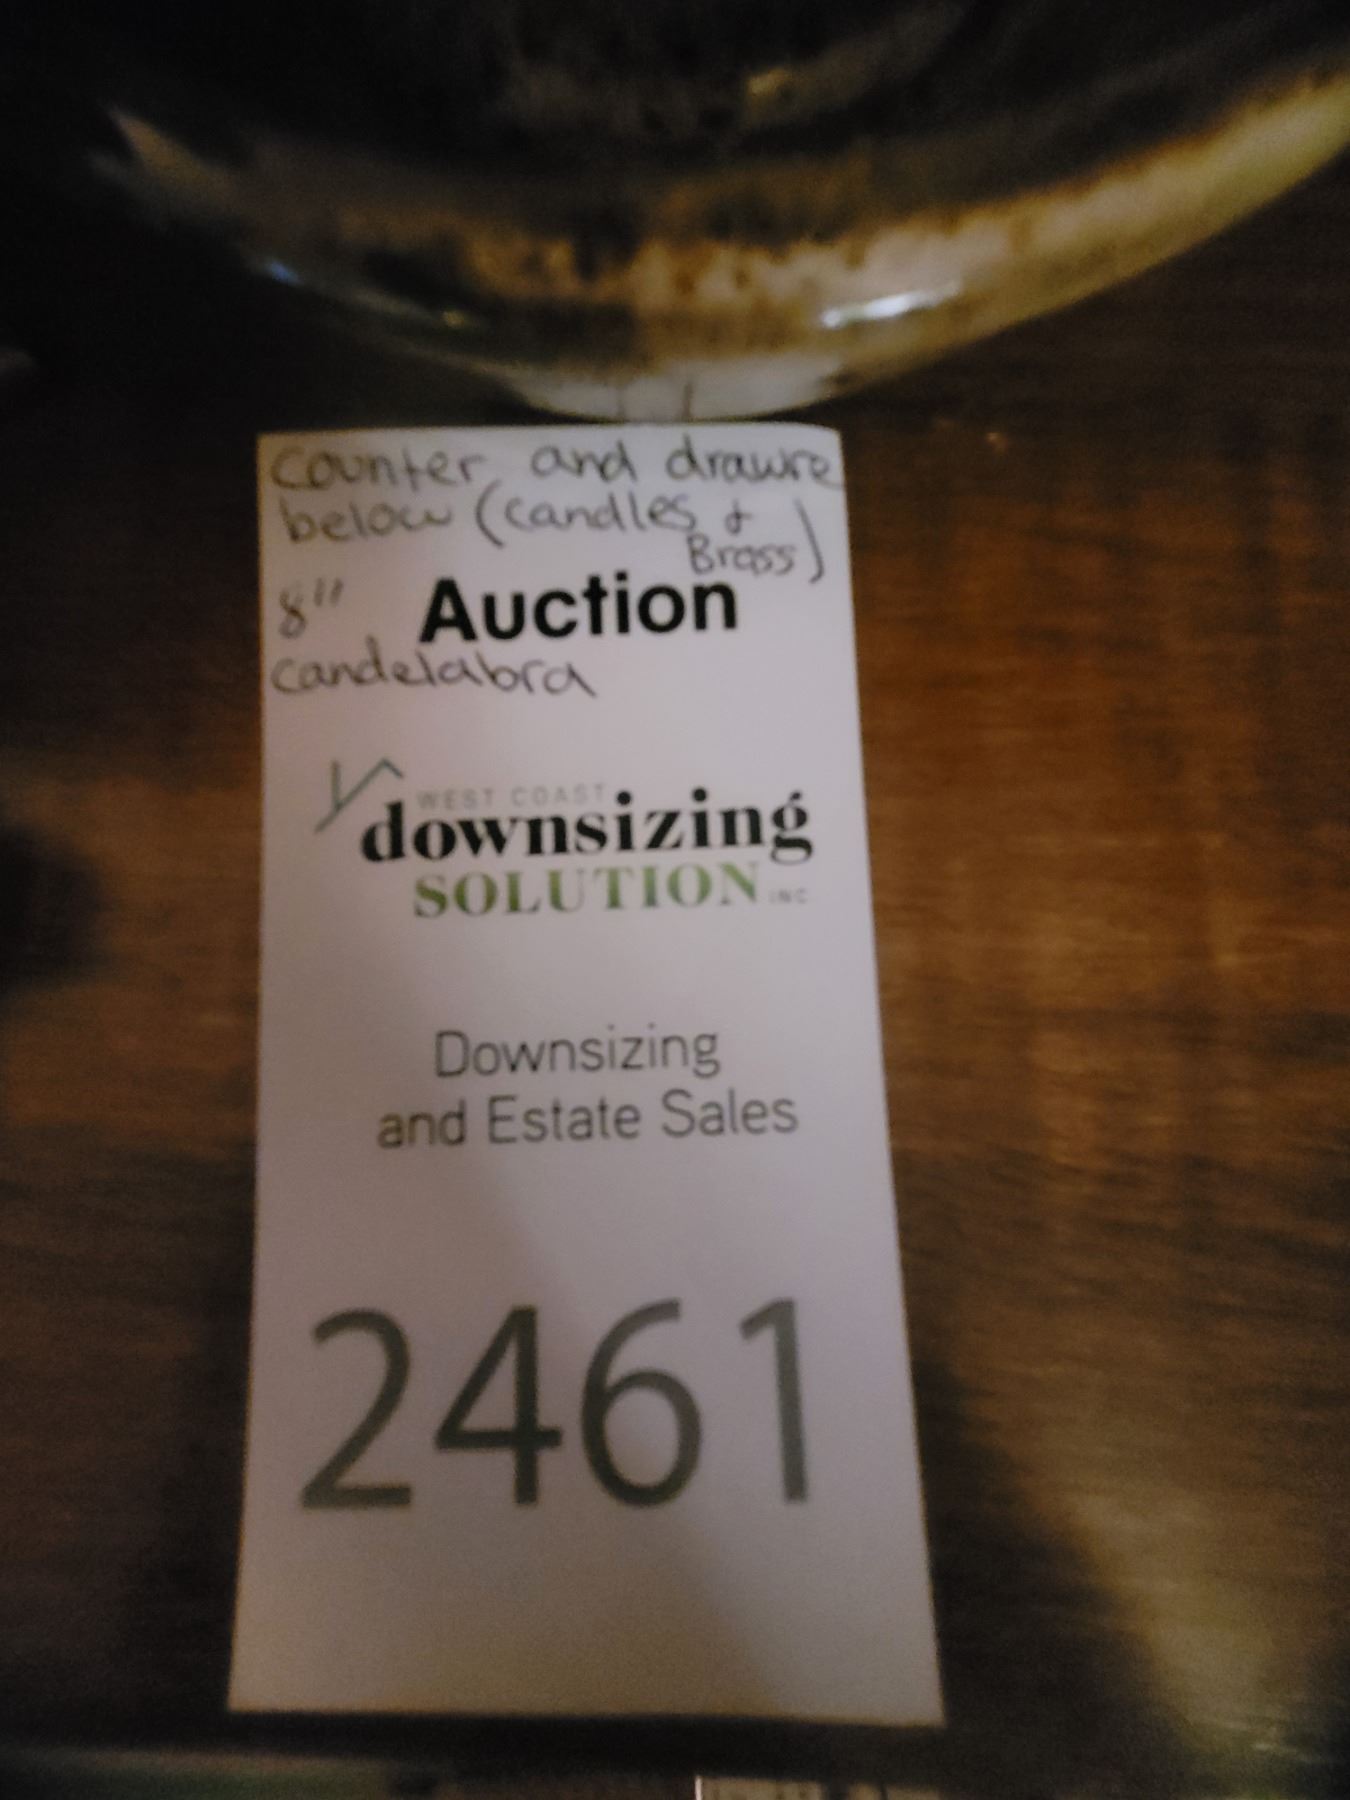 counter and drawre
below (candles &
Brass)
8" Auction
candelabra
WEST COAST
downsizing
SOLUTION INC
Downsizing
and Estate Sales
2461